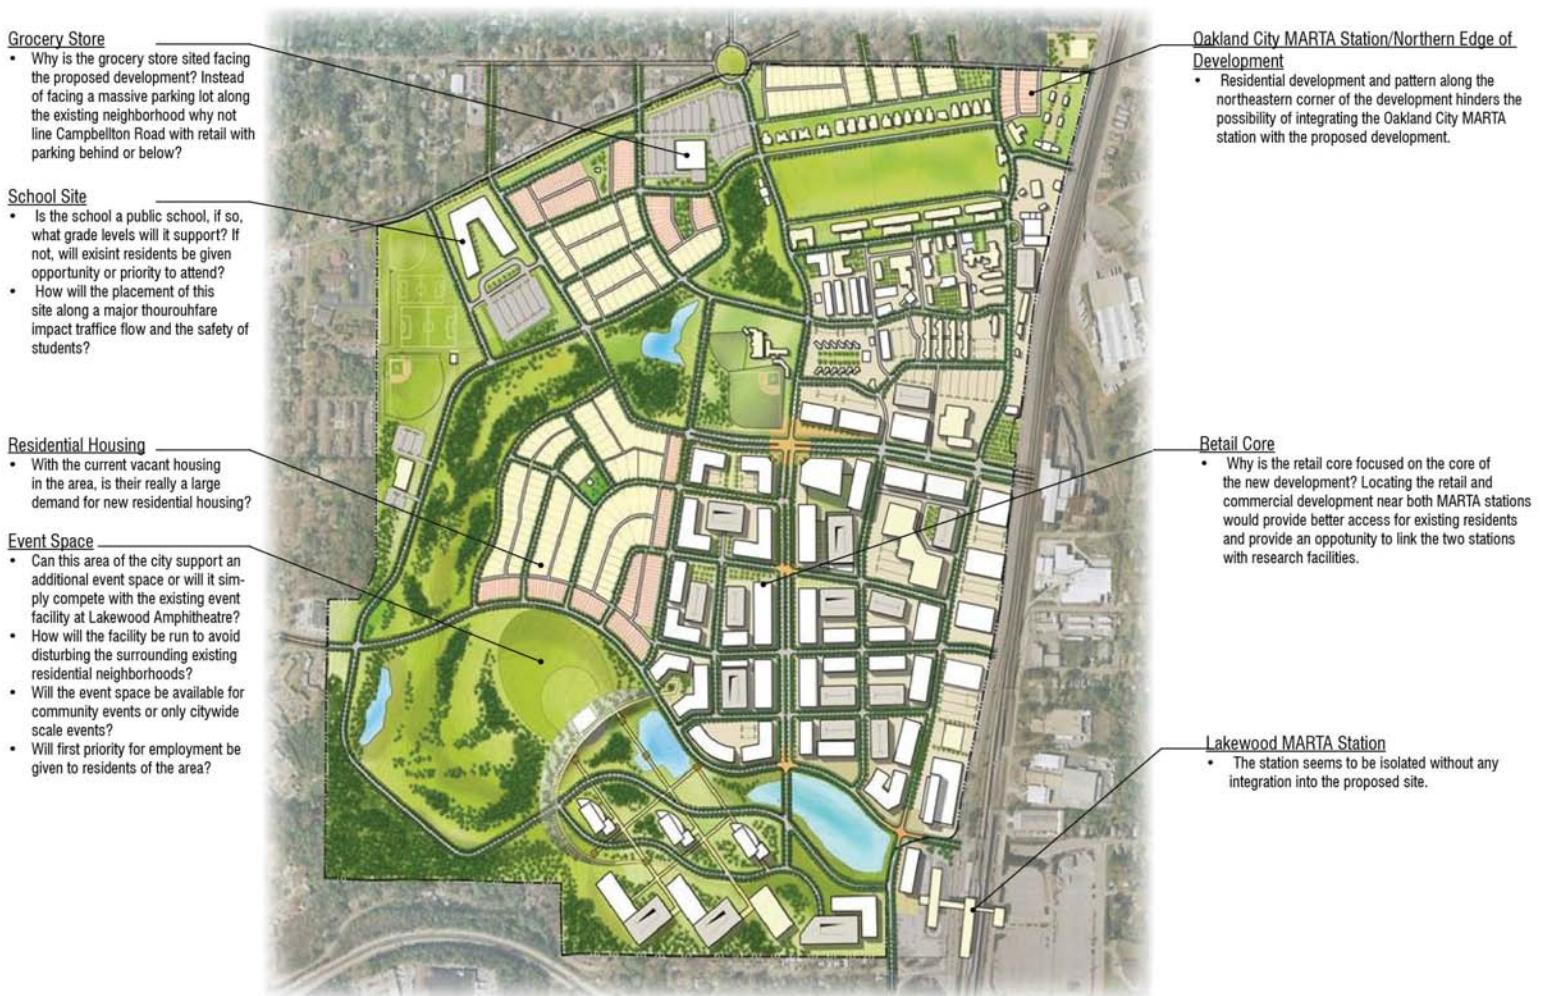 Grocery Store
• Why is the grocery store sited facing
the proposed development? Instead
of facing a massive parking lot along
the existing neighborhood why not
line Campbellton Road with retail with
parking behind or below?
School Site
• Is the school a public school, if so,
what grade levels will it support? If
not, will exisint residents be given
opportunity or priority to attend?
• How will the placement of this
site along a major thourouhfare
impact traffice flow and the safety of
students?
Residential Housing
• With the current vacant housing
in the area, is their really a large
demand for new residential housing?
Event Space
• Can this area of the city support an
additional event space or will it sim-
ply compete with the existing event
facility at Lakewood Amphitheatre?
• How will the facility be run to avoid
disturbing the surrounding existing
residential neighborhoods?
• Will the event space be available for
community events or only citywide
scale events?
• Will first priority for employment be
given to residents of the area?
Oakland City MARTA Station/Northern Edge of
Development
• Residential development and pattern along the
northeastern corner of the development hinders the
possibility of integrating the Oakland City MARTA
station with the proposed development.
Retail Core
• Why is the retail core focused on the core of
the new development? Locating the retail and
commercial development near both MARTA stations
would provide better access for existing residents
and provide an oppotunity to link the two stations
with research facilities.
Lakewood MARTA Station
• The station seems to be isolated without any
integration into the proposed site.